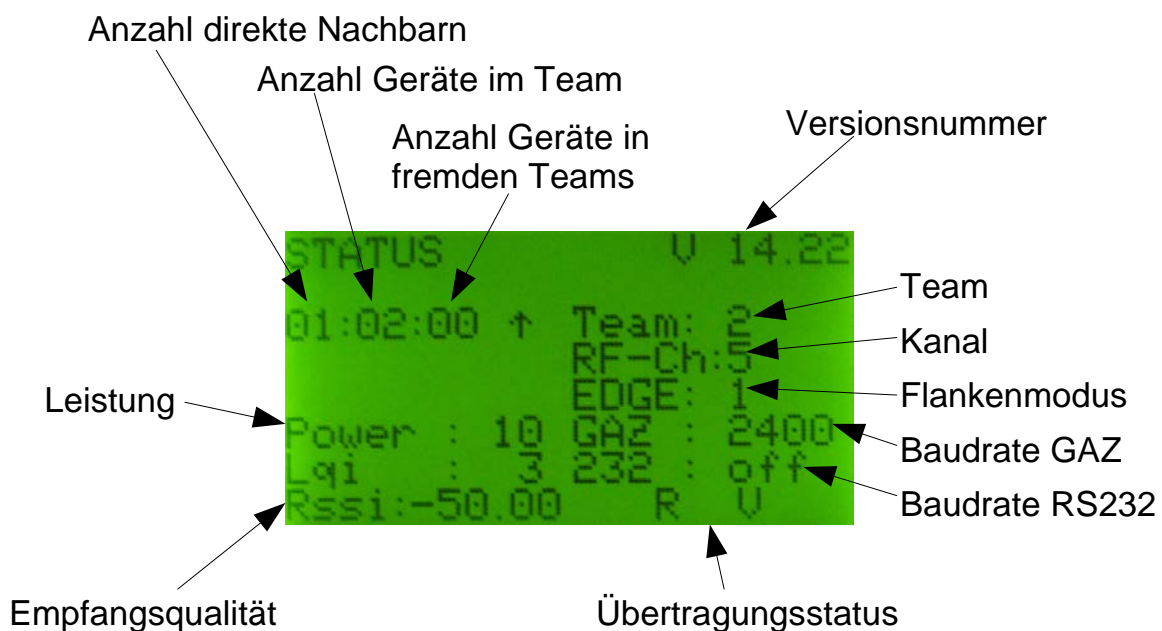 Anzahl direkte Nachbarn
Anzahl Geräte im Team
Anzahl Geräte in
fremden Teams
Versionsnummer
STATUS V 14.22
01:02:00 ↑ Team: 2
RF-Ch:5
EDGE: 1
Power : 10 GAZ : 2400
Lqi : 3 232 : off
Rssi:-50.00 R V
Team
Kanal
Flankenmodus
Baudrate GAZ
Baudrate RS232
Leistung
Empfangsqualität
Übertragungsstatus